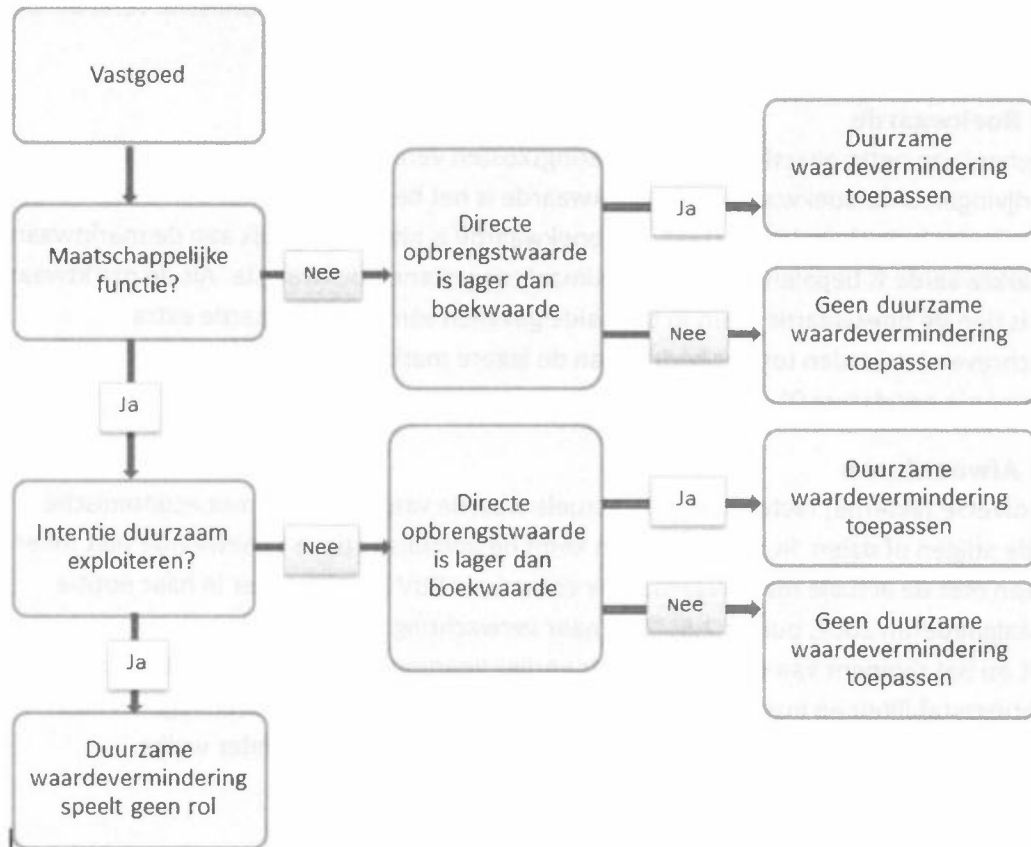 Vastgoed
Maatschappelijke
functie?
Nee
Directe
opbrengstwaarde
is lager dan
boekwaarde
Ja
Duurzame
waardevermindering
toepassen
Nee
Geen duurzame
waardevermindering
toepassen
Ja
Intentie duurzaam
exploiteren?
Nee
Directe
opbrengstwaarde
is lager dan
boekwaarde
Ja
Duurzame
waardevermindering
toepassen
Nee
Geen duurzame
waardevermindering
toepassen
Ja
Duurzame
waardevermindering
speelt geen rol